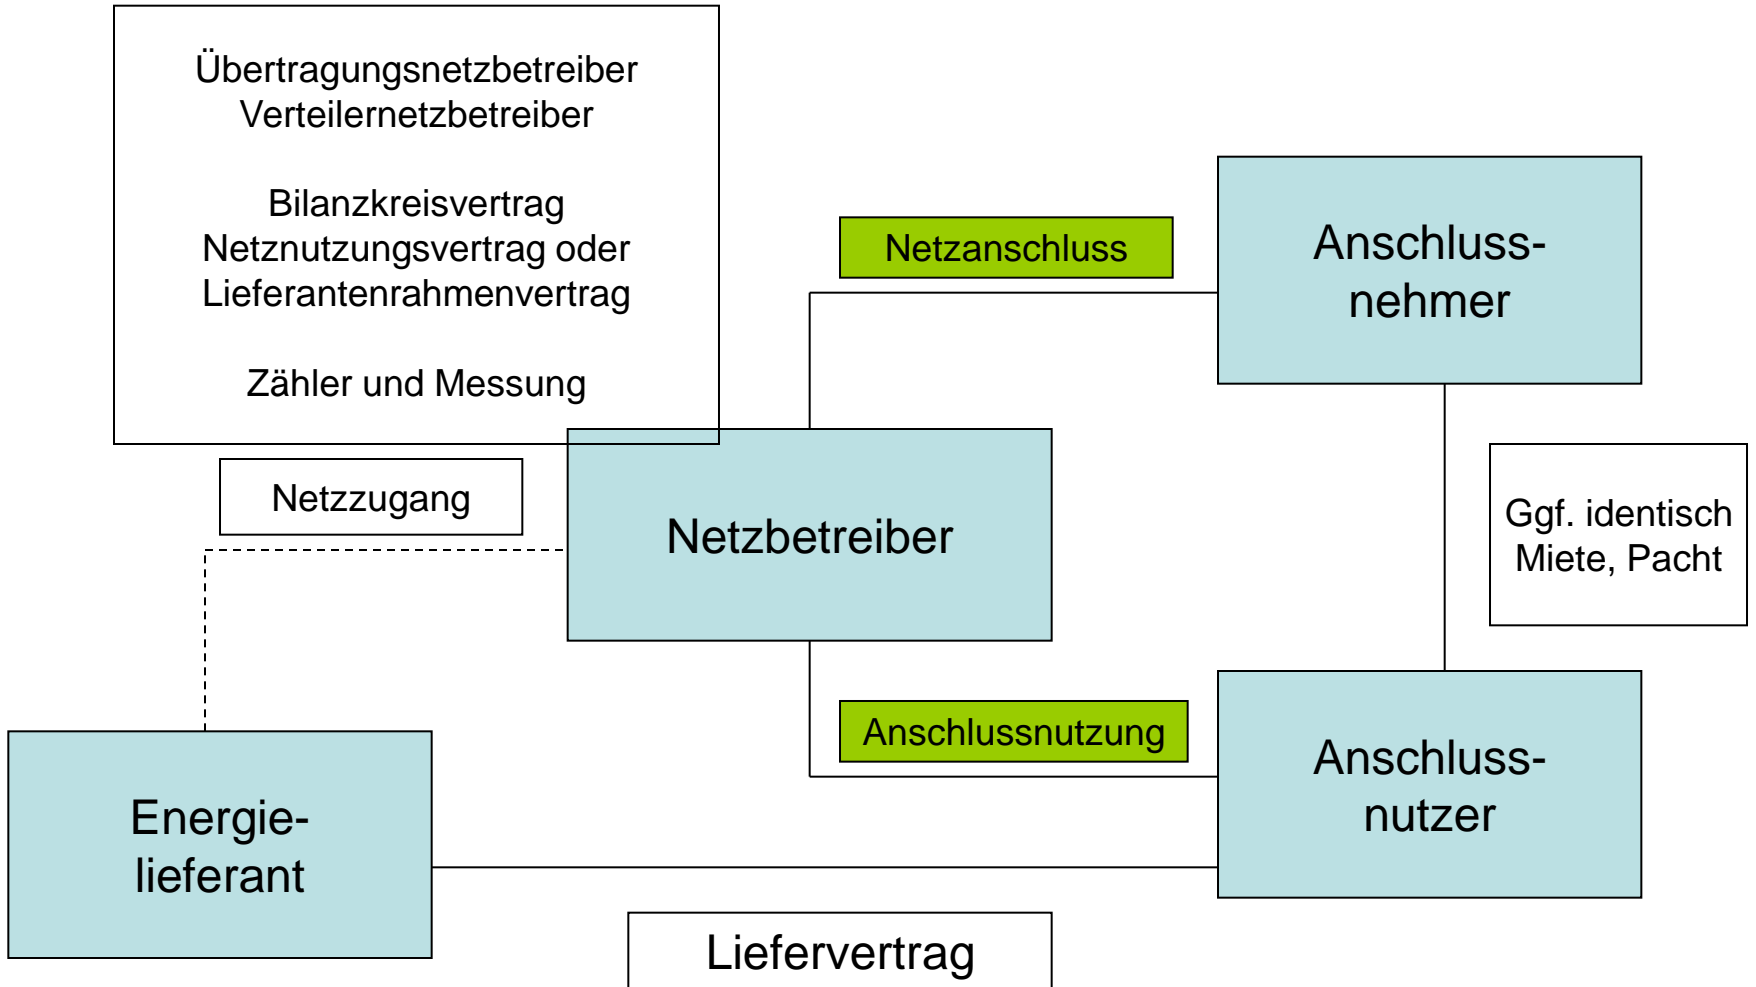 Übertragungsnetzbetreiber
Verteilernetzbetreiber
Bilanzkreisvertrag
Netznutzungsvertrag oder
Lieferantenrahmenvertrag
Zähler und Messung
Netzanschluss
Anschluss-
nehmer
Netzzugang
Netzbetreiber
Ggf. identisch
Miete, Pacht
Anschlussnutzung
Anschluss-
nutzer
Energie-
lieferant
Liefervertrag